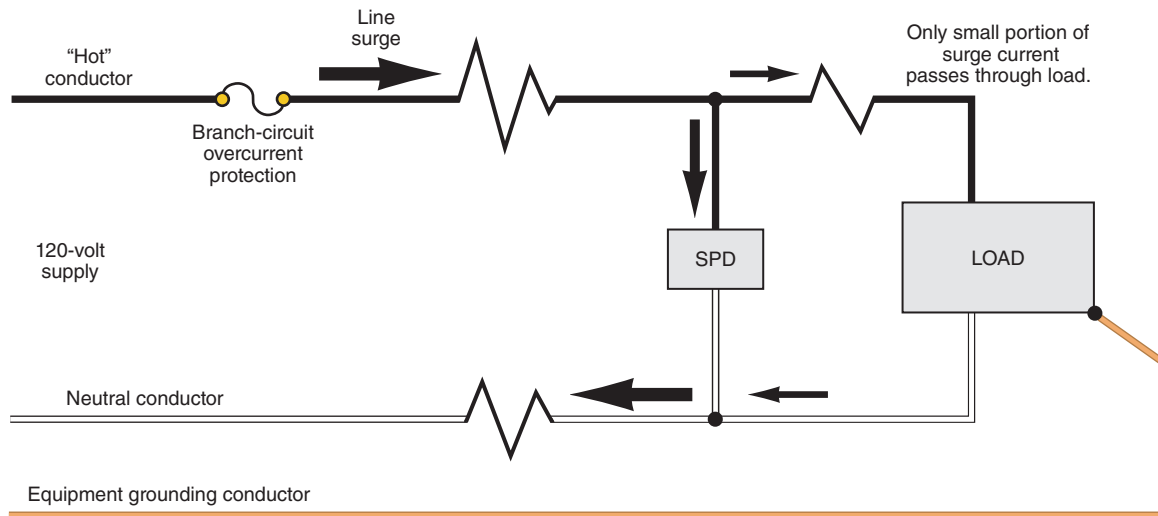 Line
surge
“Hot”
conductor
Only small portion of
surge current
passes through load.
Branch-circuit
overcurrent
protection
120-volt
supply
SPD
LOAD
Neutral conductor
Equipment grounding conductor